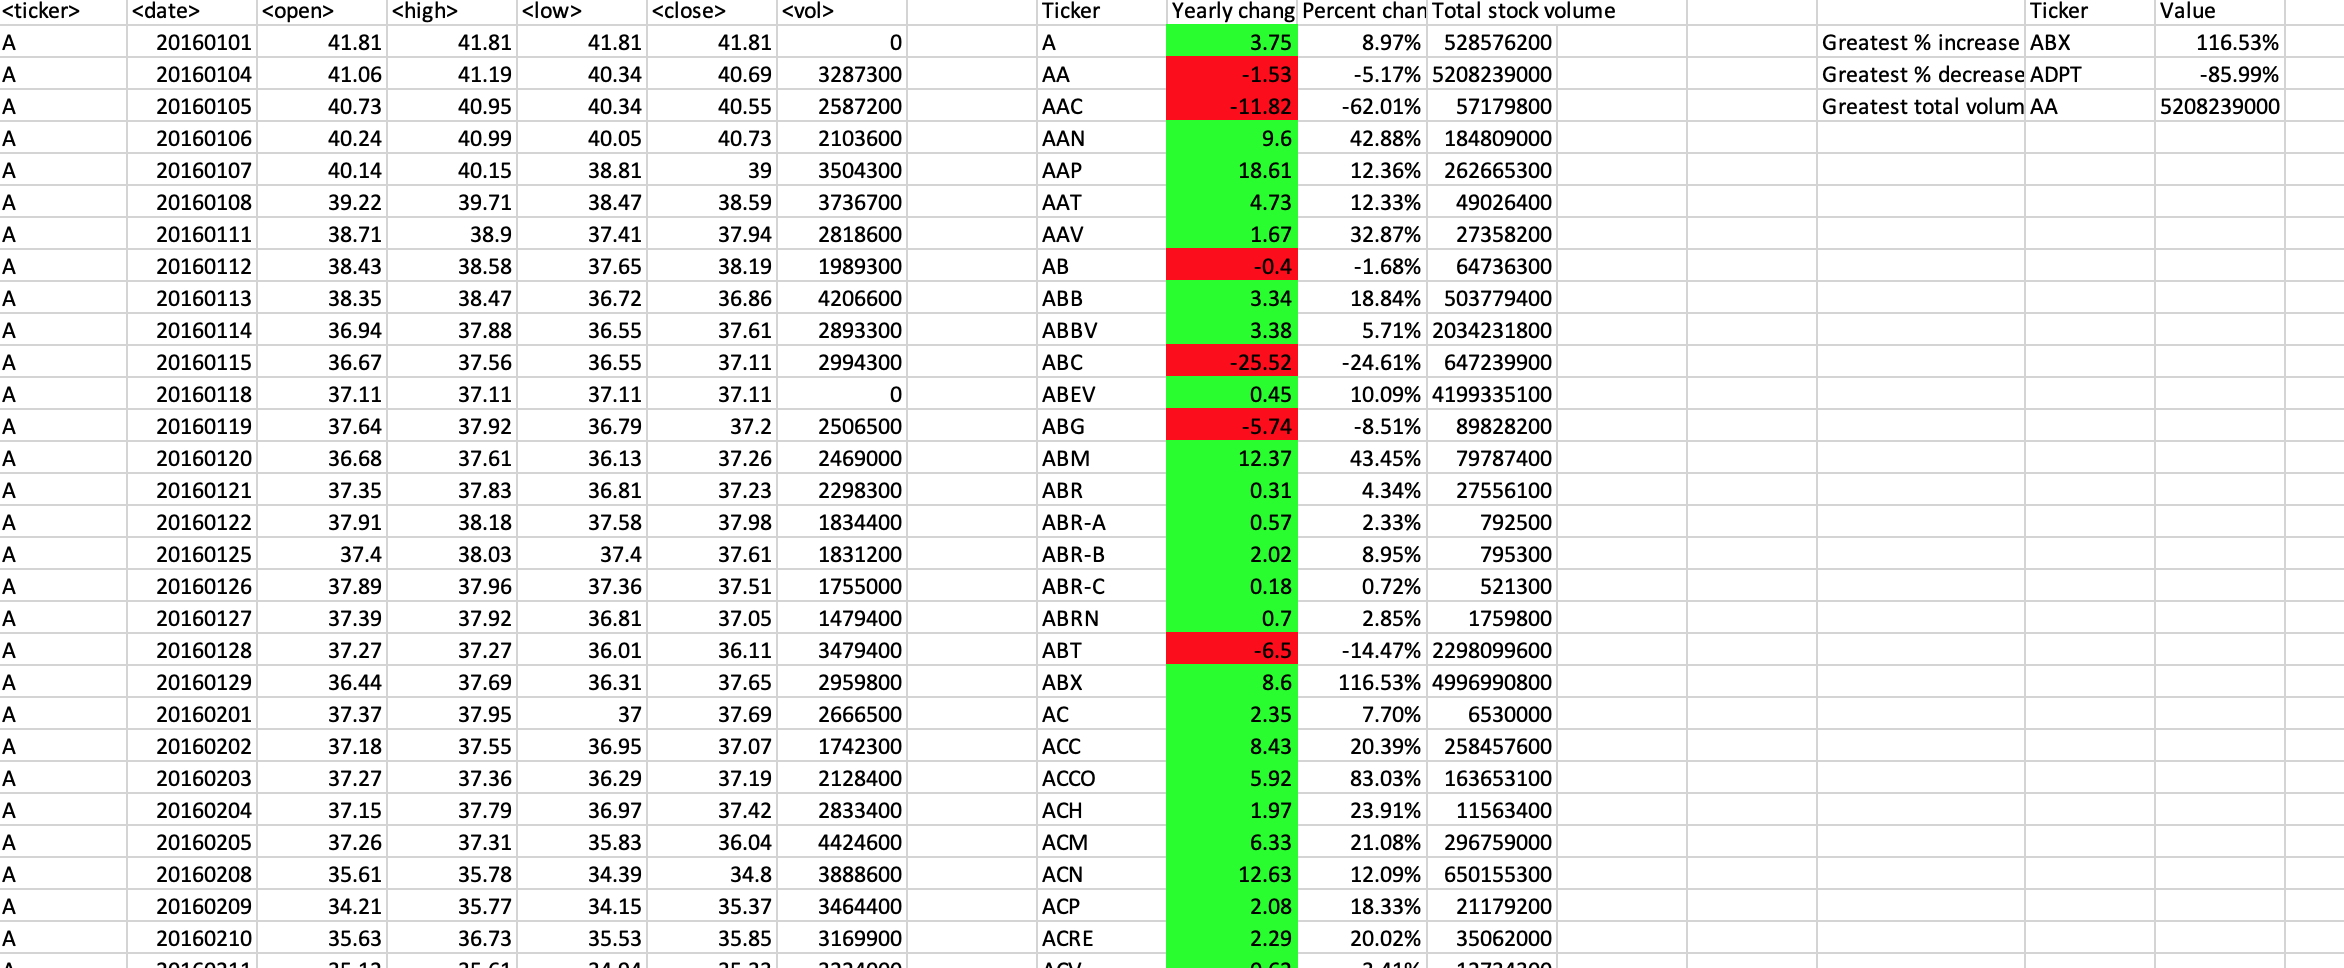 <ticker> <date> <open> <high> <low> <close> <vol> Ticker Yearly chang Percent chan Total stock volume Ticker Value
A 20160101 41.81 41.81 41.81 41.81 0 A 3.75 8.97% 528576200 Greatest % increase ABX 116.53%
A 20160104 41.06 41.19 40.34 40.69 3287300 AA -1.53 -5.17% 5208239000 Greatest % decrease ADPT -85.99%
A 20160105 40.73 40.95 40.34 40.55 2587200 AAC -11.82 -62.01% 57179800 Greatest total volum AA 5208239000
A 20160106 40.24 40.99 40.05 40.73 2103600 AAN 9.6 42.88% 184809000
A 20160107 40.14 40.15 38.81 39 3504300 AAP 18.61 12.36% 262665300
A 20160108 39.22 39.71 38.47 38.59 3736700 AAT 4.73 12.33% 49026400
A 20160111 38.71 38.9 37.41 37.94 2818600 AAV 1.67 32.87% 27358200
A 20160112 38.43 38.58 37.65 38.19 1989300 AB -0.4 -1.68% 64736300
A 20160113 38.35 38.47 36.72 36.86 4206600 ABB 3.34 18.84% 503779400
A 20160114 36.94 37.88 36.55 37.61 2893300 ABBV 3.38 5.71% 2034231800
A 20160115 36.67 37.56 36.55 37.11 2994300 ABC -25.52 -24.61% 647239900
A 20160118 37.11 37.11 37.11 37.11 0 ABEV 0.45 10.09% 4199335100
A 20160119 37.64 37.92 36.79 37.2 2506500 ABG -5.74 -8.51% 89828200
A 20160120 36.68 37.61 36.13 37.26 2469000 ABM 12.37 43.45% 79787400
A 20160121 37.35 37.83 36.81 37.23 2298300 ABR 0.31 4.34% 27556100
A 20160122 37.91 38.18 37.58 37.98 1834400 ABR-A 0.57 2.33% 792500
A 20160125 37.4 38.03 37.4 37.61 1831200 ABR-B 2.02 8.95% 795300
A 20160126 37.89 37.96 37.36 37.51 1755000 ABR-C 0.18 0.72% 521300
A 20160127 37.39 37.92 36.81 37.05 1479400 ABRN 0.7 2.85% 1759800
A 20160128 37.27 37.27 36.01 36.11 3479400 ABT -6.5 -14.47% 2298099600
A 20160129 36.44 37.69 36.31 37.65 2959800 ABX 8.6 116.53% 4996990800
A 20160201 37.37 37.95 37 37.69 2666500 AC 2.35 7.70% 6530000
A 20160202 37.18 37.55 36.95 37.07 1742300 ACC 8.43 20.39% 258457600
A 20160203 37.27 37.36 36.29 37.19 2128400 ACCO 5.92 83.03% 163653100
A 20160204 37.15 37.79 36.97 37.42 2833400 ACH 1.97 23.91% 11563400
A 20160205 37.26 37.31 35.83 36.04 4424600 ACM 6.33 21.08% 296759000
A 20160208 35.61 35.78 34.39 34.8 3888600 ACN 12.63 12.09% 650155300
A 20160209 34.21 35.77 34.15 35.37 3464400 ACP 2.08 18.33% 21179200
A 20160210 35.63 36.73 35.53 35.85 3169900 ACRE 2.29 20.02% 35062000